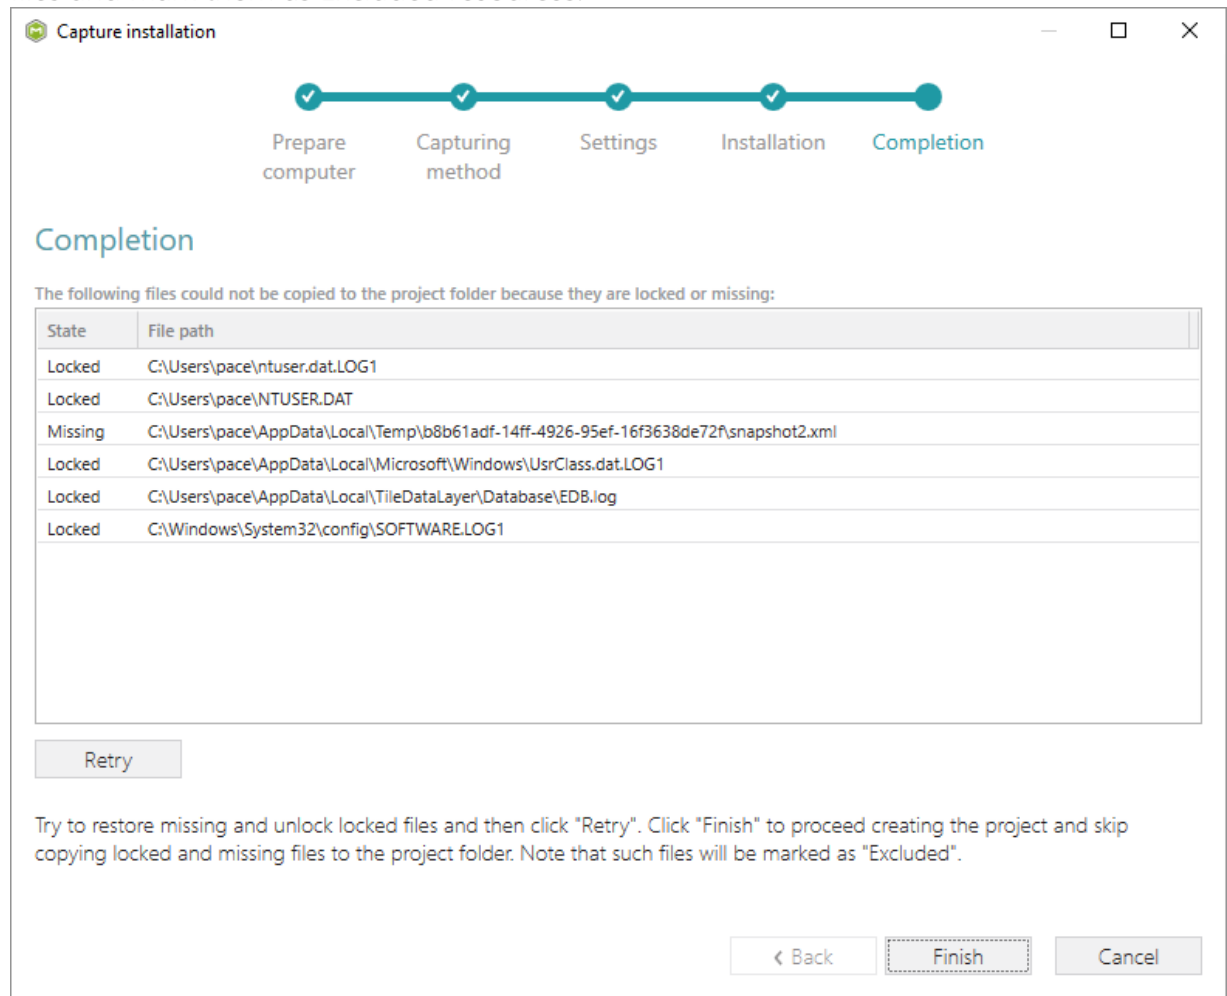 Capture installation
Prepare computer
Capturing method
Settings
Installation
Completion
Completion
The following files could not be copied to the project folder because they are locked or missing:
State File path
Locked C:\Users\pace\ntuser.dat.LOG1
Locked C:\Users\pace\NTUSER.DAT
Missing C:\Users\pace\AppData\Local\Temp\b8b61adf-14ff-4926-95ef-16f3638de72f\snapshot2.xml
Locked C:\Users\pace\AppData\Local\Microsoft\Windows\UsrClass.dat.LOG1
Locked C:\Users\pace\AppData\Local\TileDataLayer\Database\EDB.log
Locked C:\Windows\System32\config\SOFTWARE.LOG1
Retry
Try to restore missing and unlock locked files and then click "Retry". Click "Finish" to proceed creating the project and skip
copying locked and missing files to the project folder. Note that such files will be marked as "Excluded".
Back
Finish
Cancel